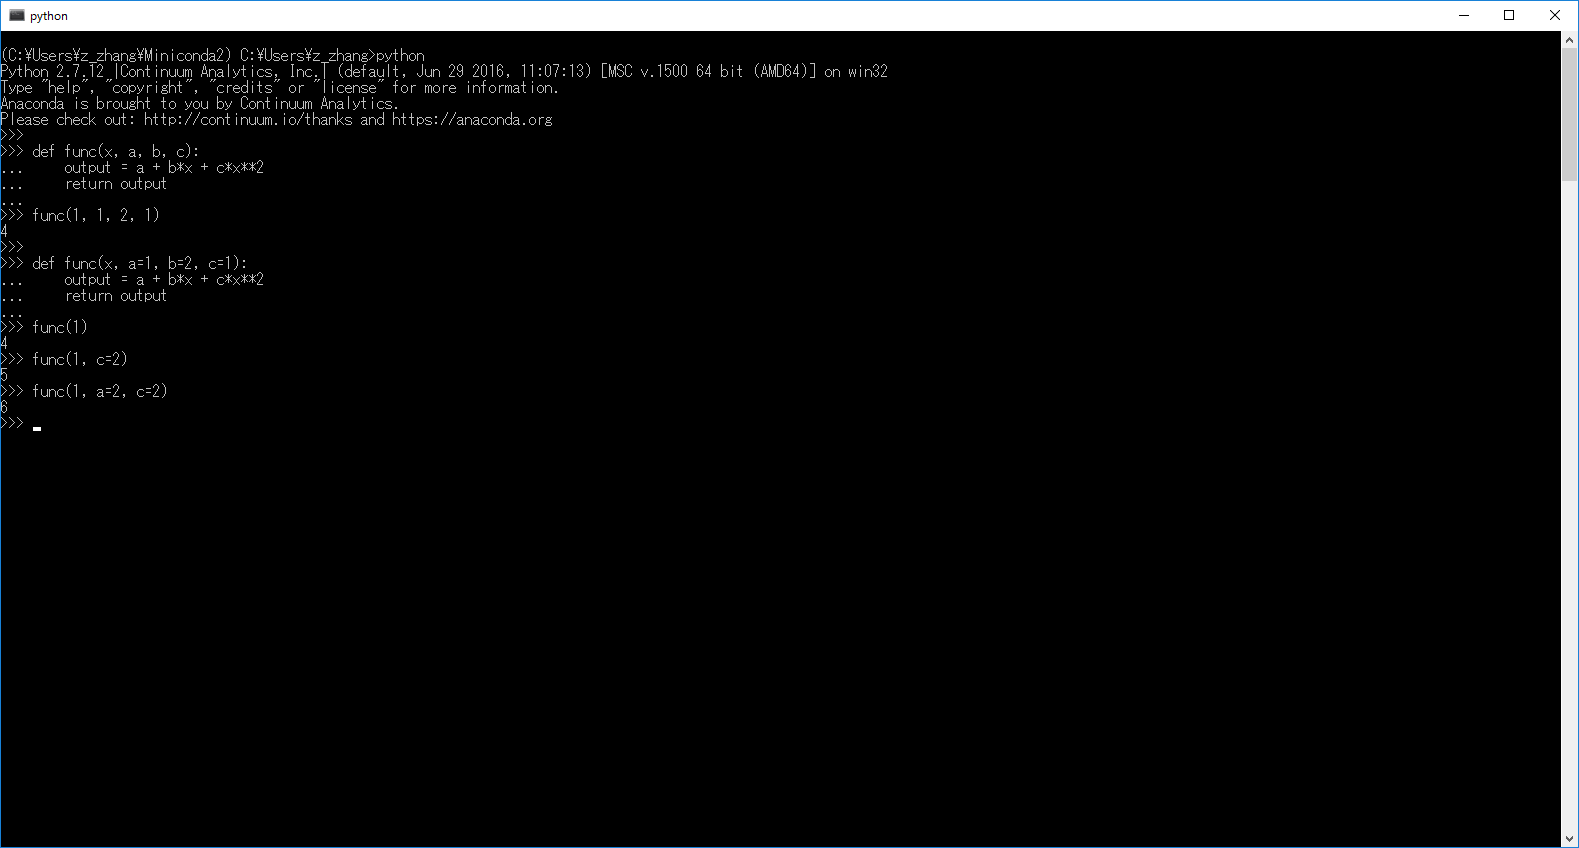 python
(C:¥Users¥z_zhang¥Miniconda2) C:¥Users¥z_zhang>python
Python 2.7.12 |Continuum Analytics, Inc.| (default, Jun 29 2016, 11:07:13) [MSC v.1500 64 bit (AMD64)] on win32
Type "help", "copyright", "credits" or "license" for more information.
Anaconda is brought to you by Continuum Analytics.
Please check out: http://continuum.io/thanks and https://anaconda.org
>>>
>>> def func(x, a, b, c):
...     output = a + b*x + c*x**2
...     return output
...
>>> func(1, 1, 2, 1)
4
>>>
>>> def func(x, a=1, b=2, c=1):
...     output = a + b*x + c*x**2
...     return output
...
>>> func(1)
4
>>> func(1, c=2)
5
>>> func(1, a=2, c=2)
6
>>>